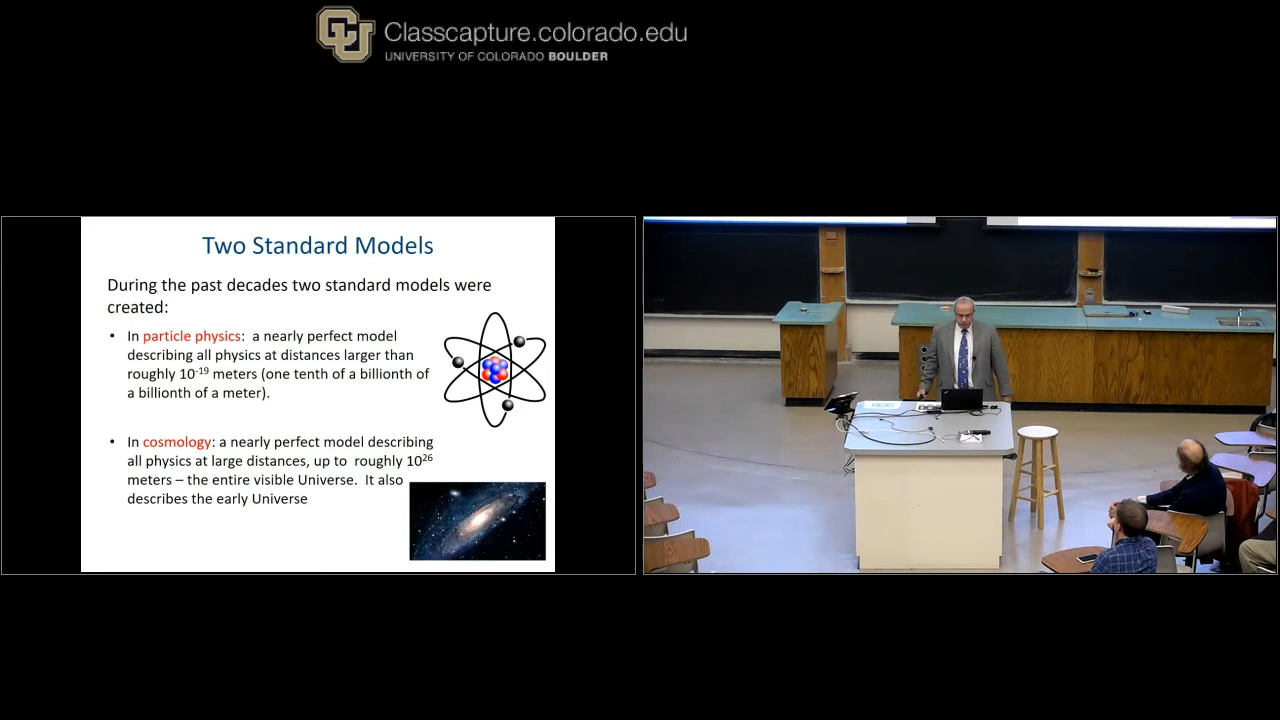 Classcapture.colorado.edu
UNIVERSITY OF COLORADO BOULDER
Two Standard Models
During the past decades two standard models were
created:
• In particle physics: a nearly perfect model
describing all physics at distances larger than
roughly 10⁻¹⁹ meters (one tenth of a billionth of
a billionth of a meter).
• In cosmology: a nearly perfect model describing
all physics at large distances, up to roughly 10²⁶
meters – the entire visible Universe. It also
describes the early Universe